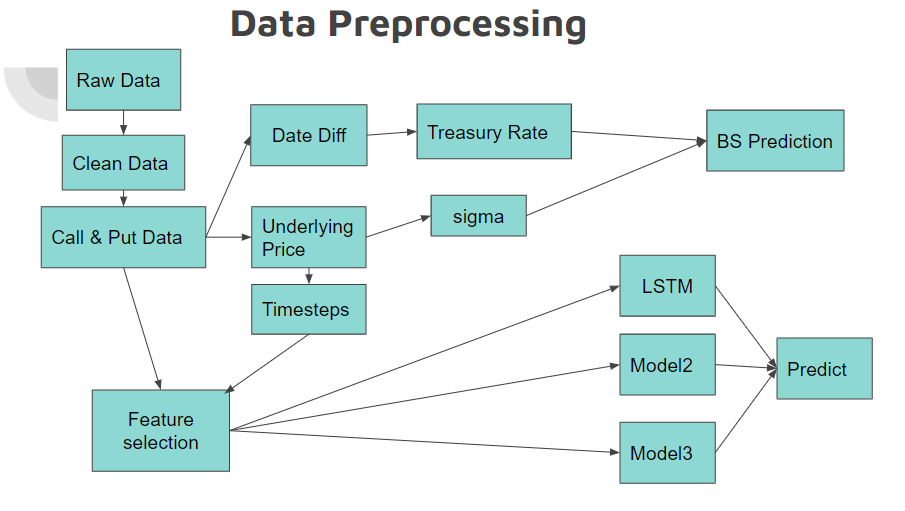 Data Preprocessing
Raw Data
Clean Data
Call & Put Data
Date Diff
Treasury Rate
BS Prediction
Underlying
Price
sigma
Timesteps
Feature
selection
LSTM
Model2
Model3
Predict